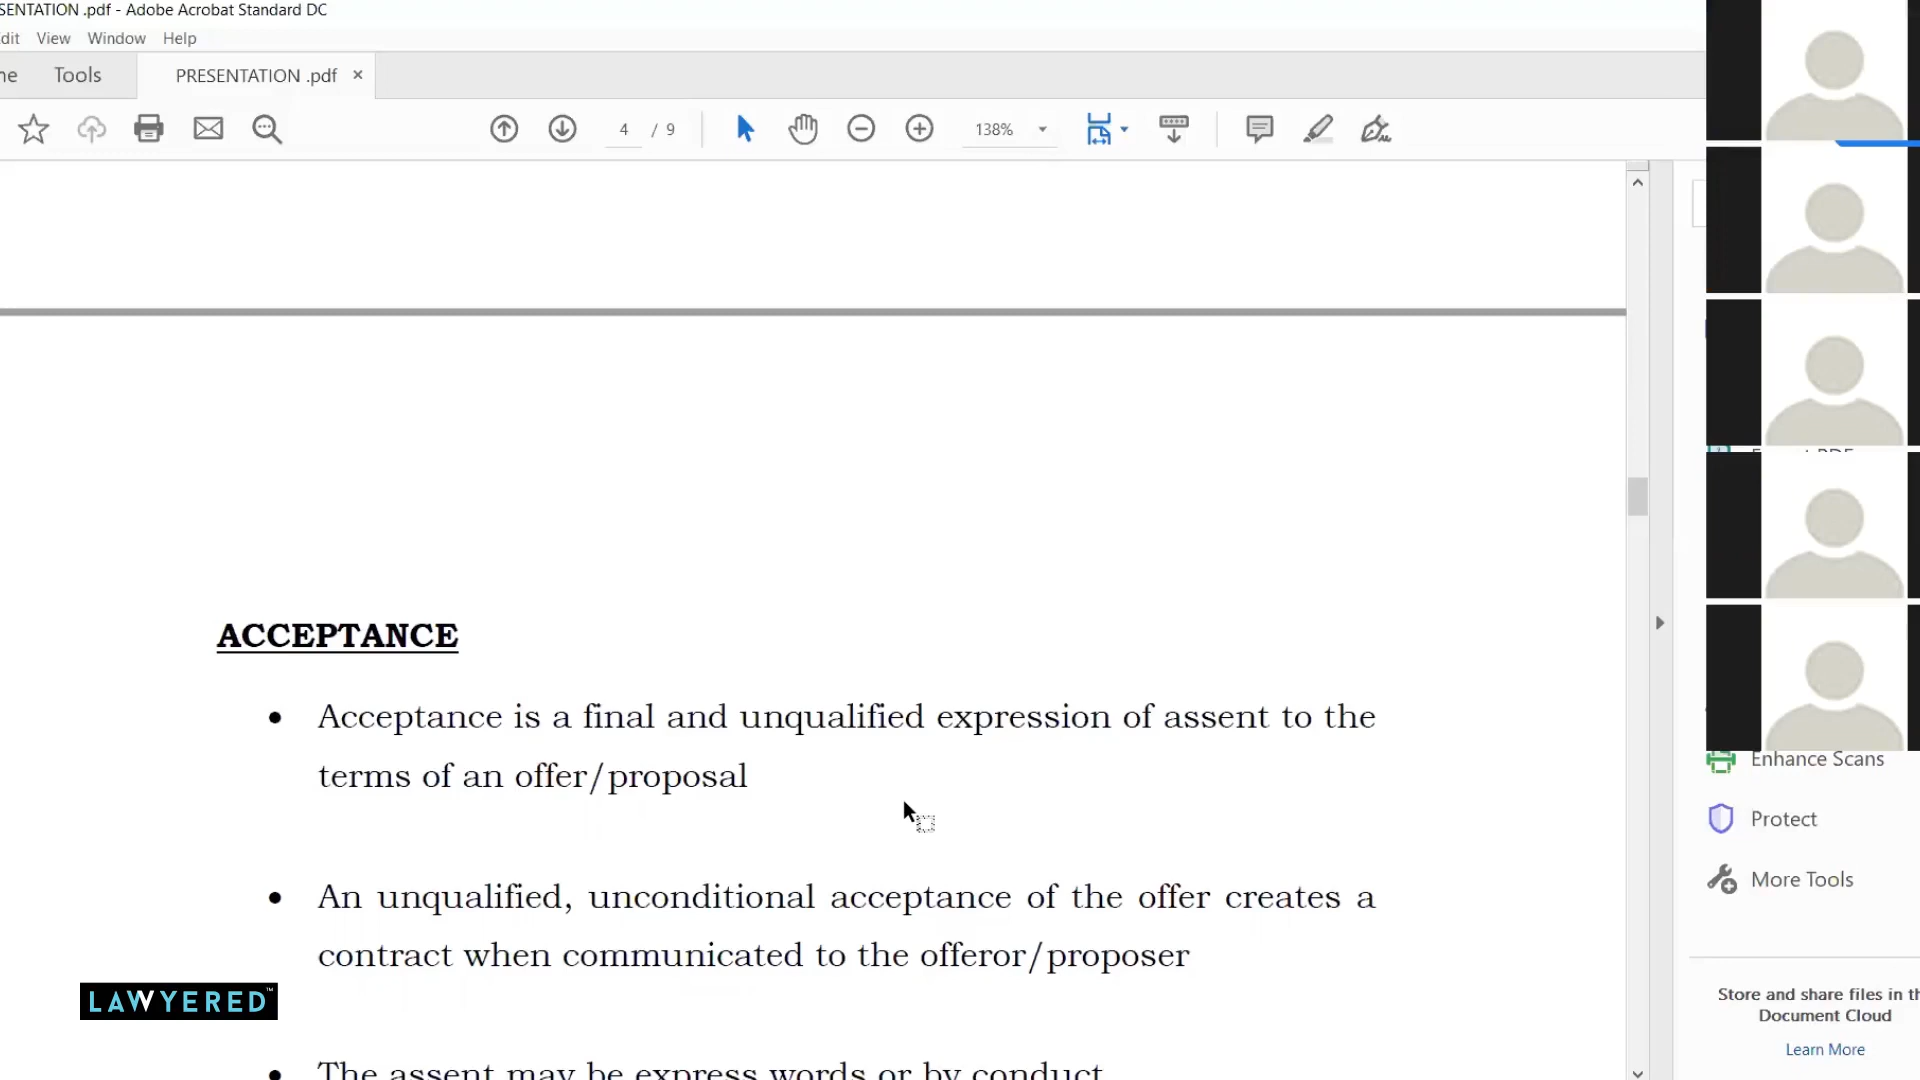 SENTATION .pdf - Adobe Acrobat Standard DC
dit View Window Help
ne Tools PRESENTATION .pdf ×
4 / 9 138%
ACCEPTANCE
• Acceptance is a final and unqualified expression of assent to the
terms of an offer/proposal
• An unqualified, unconditional acceptance of the offer creates a
contract when communicated to the offeror/proposer
• The assent may be express words or by conduct
LAWYERED™
Enhance Scans
Protect
More Tools
Store and share files in th
Document Cloud
Learn More